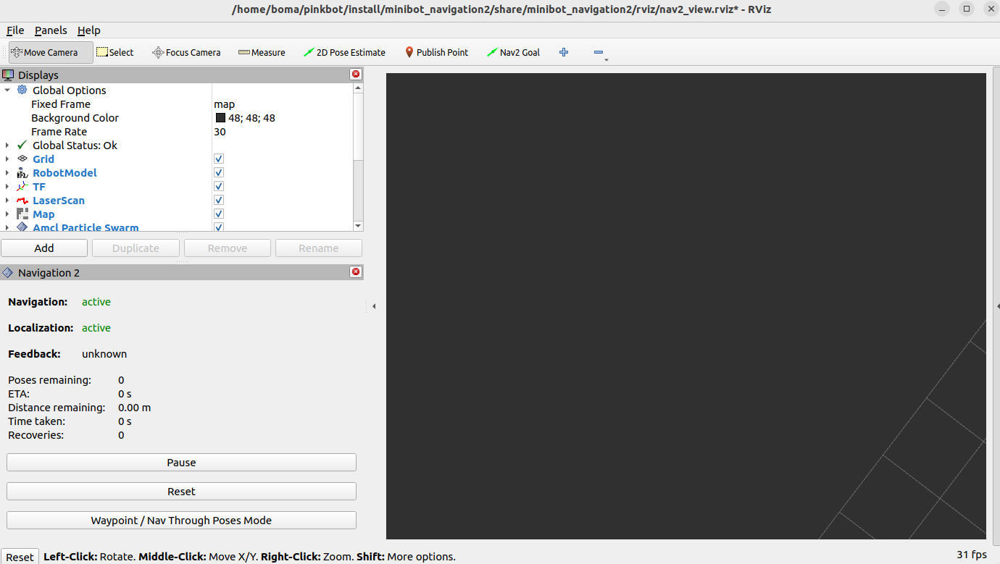 /home/boma/pinkbot/install/minibot_navigation2/share/minibot_navigation2/rviz/nav2_view.rviz* - RViz
File Panels Help
Move Camera Select Focus Camera Measure 2D Pose Estimate Publish Point Nav2 Goal
Displays
Global Options
Fixed Frame map
Background Color 48; 48; 48
Frame Rate 30
Global Status: Ok
Grid
RobotModel
TF
LaserScan
Map
Amcl Particle Swarm
Add Duplicate Remove Rename
Navigation 2
Navigation: active
Localization: active
Feedback: unknown
Poses remaining: 0
ETA: 0 s
Distance remaining: 0.00 m
Time taken: 0 s
Recoveries: 0
Pause
Reset
Waypoint / Nav Through Poses Mode
Reset Left-Click: Rotate. Middle-Click: Move X/Y. Right-Click: Zoom. Shift: More options. 31 fps